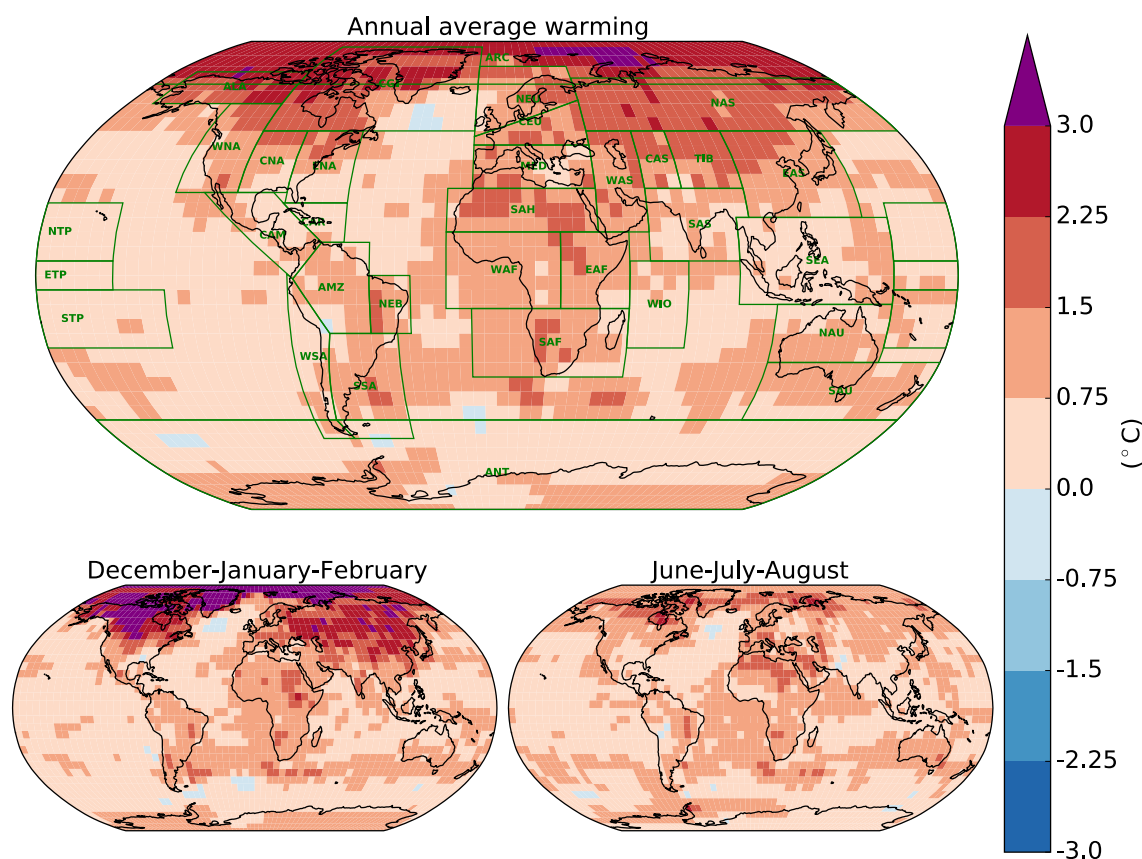 Annual average warming
ARC
ALA
CGI
NEU
NAS
CEU
WNA
CNA
ENA
MED
CAS
TIB
EAS
WAS
SAH
SAS
CAR
CAM
NTP
SEA
ETP
WAF
EAF
AMZ
NEB
WIO
STP
NAU
SAF
WSA
SSA
SAU
ANT
3.0
2.25
1.5
0.75
0.0
-0.75
-1.5
-2.25
-3.0
(°C)
December-January-February
June-July-August